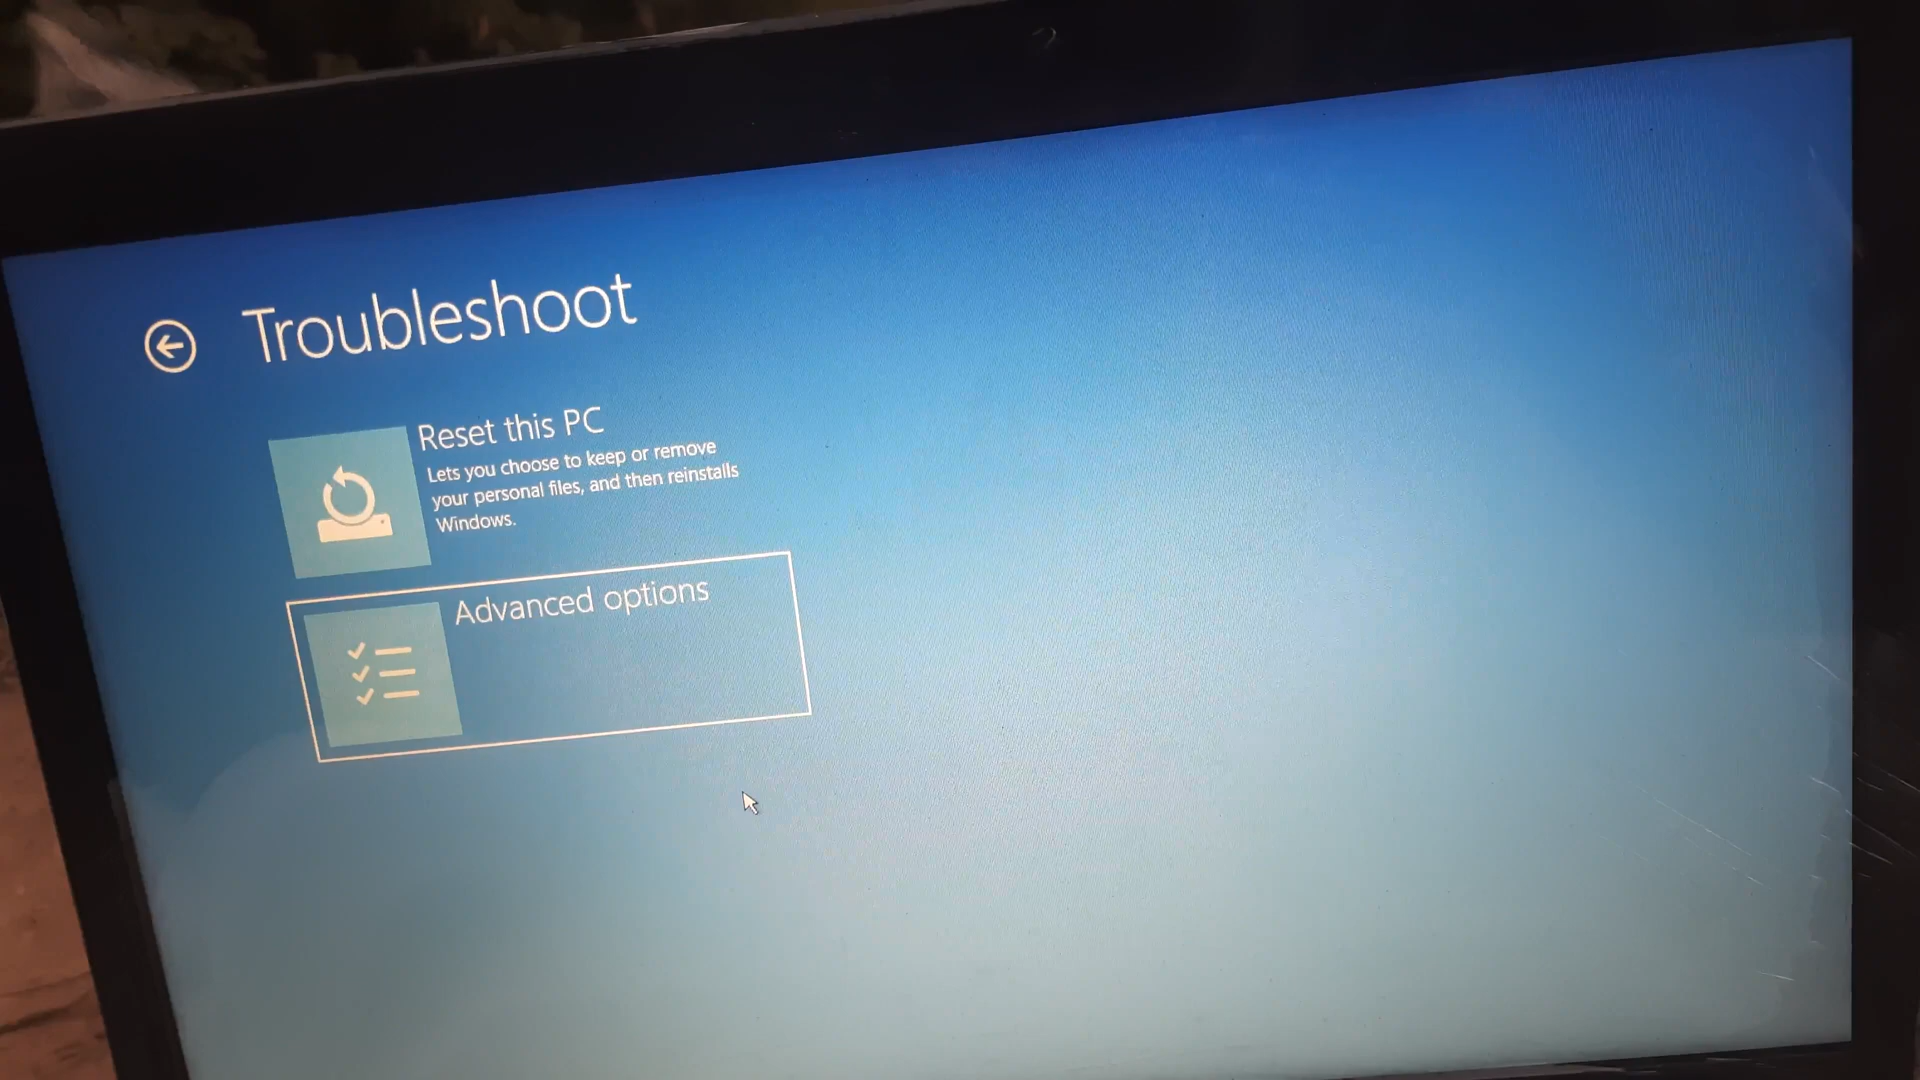 Troubleshoot
Reset this PC
Lets you choose to keep or remove
your personal files, and then reinstalls
Windows.
Advanced options